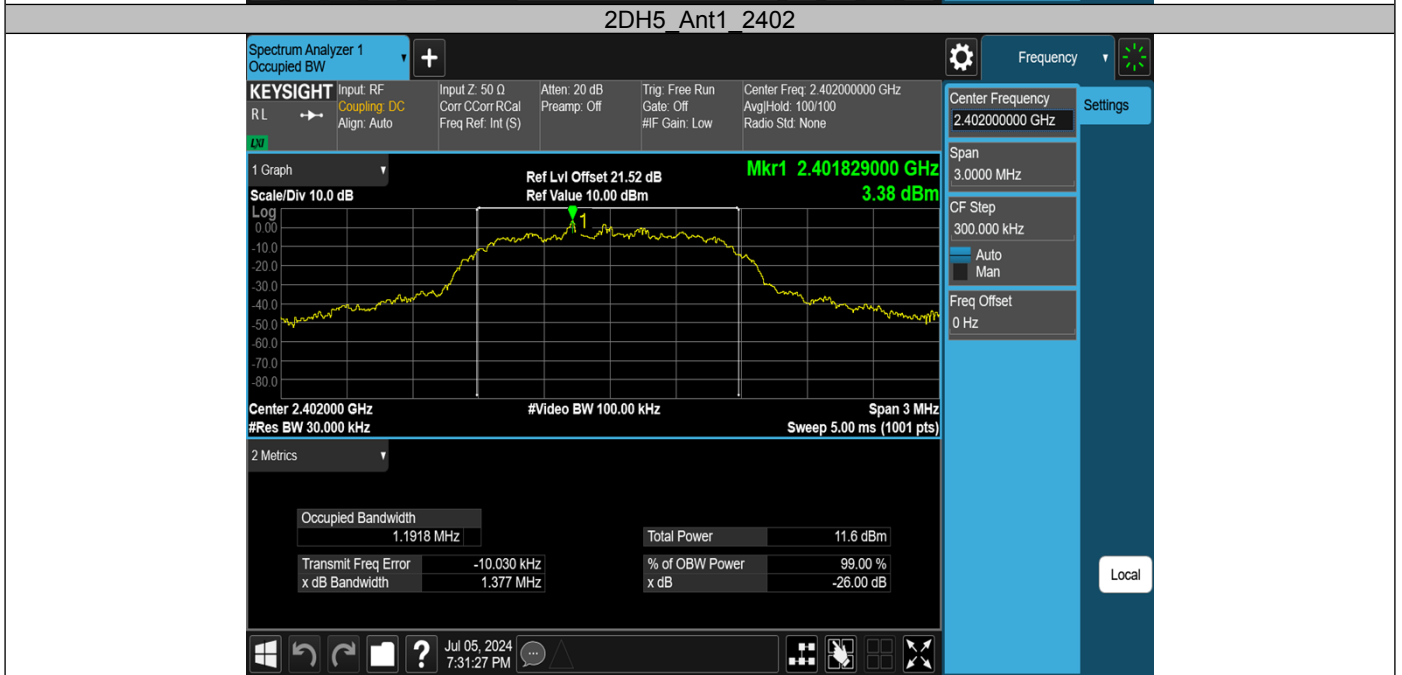 2DH5_Ant1_2402
Spectrum Analyzer 1
Occupied BW
+
Frequency
KEYSIGHT
RL
LXI
Input: RF
Coupling: DC
Align: Auto
Input Z: 50 Ω
Corr CCorr RCal
Freq Ref: Int (S)
Atten: 20 dB
Preamp: Off
Trig: Free Run
Gate: Off
#IF Gain: Low
Center Freq: 2.402000000 GHz
Avg|Hold: 100/100
Radio Std: None
Center Frequency
2.402000000 GHz
Settings
Span
3.0000 MHz
CF Step
300.000 kHz
Auto
Man
Freq Offset
0 Hz
Local
1 Graph
Scale/Div 10.0 dB
Ref Lvl Offset 21.52 dB
Ref Value 10.00 dBm
Mkr1 2.401829000 GHz
3.38 dBm
Log
1
0.00
-10.0
-20.0
-30.0
-40.0
-50.0
-60.0
-70.0
-80.0
Center 2.402000 GHz
#Res BW 30.000 kHz
#Video BW 100.00 kHz
Span 3 MHz
Sweep 5.00 ms (1001 pts)
2 Metrics
Occupied Bandwidth
1.1918 MHz
Total Power 11.6 dBm
Transmit Freq Error -10.030 kHz
% of OBW Power 99.00 %
x dB Bandwidth 1.377 MHz
x dB -26.00 dB
?
Jul 05, 2024
7:31:27 PM